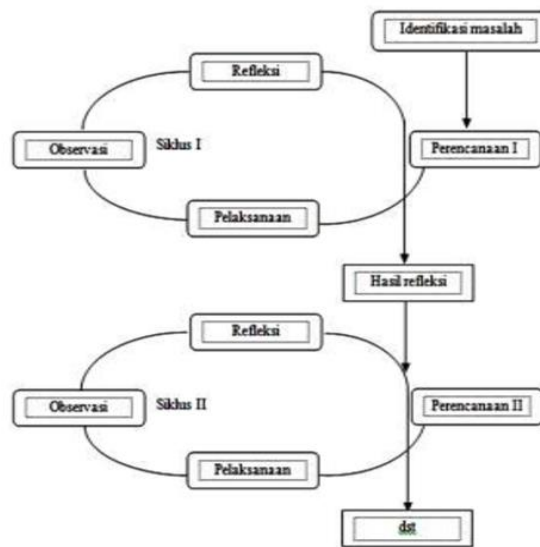 Identifikasi masalah
Refleksi
Observasi
Siklus I
Perencanaan I
Pelaksanaan
Hasil refleksi
Refleksi
Observasi
Siklus II
Perencanaan II
Pelaksanaan
dst